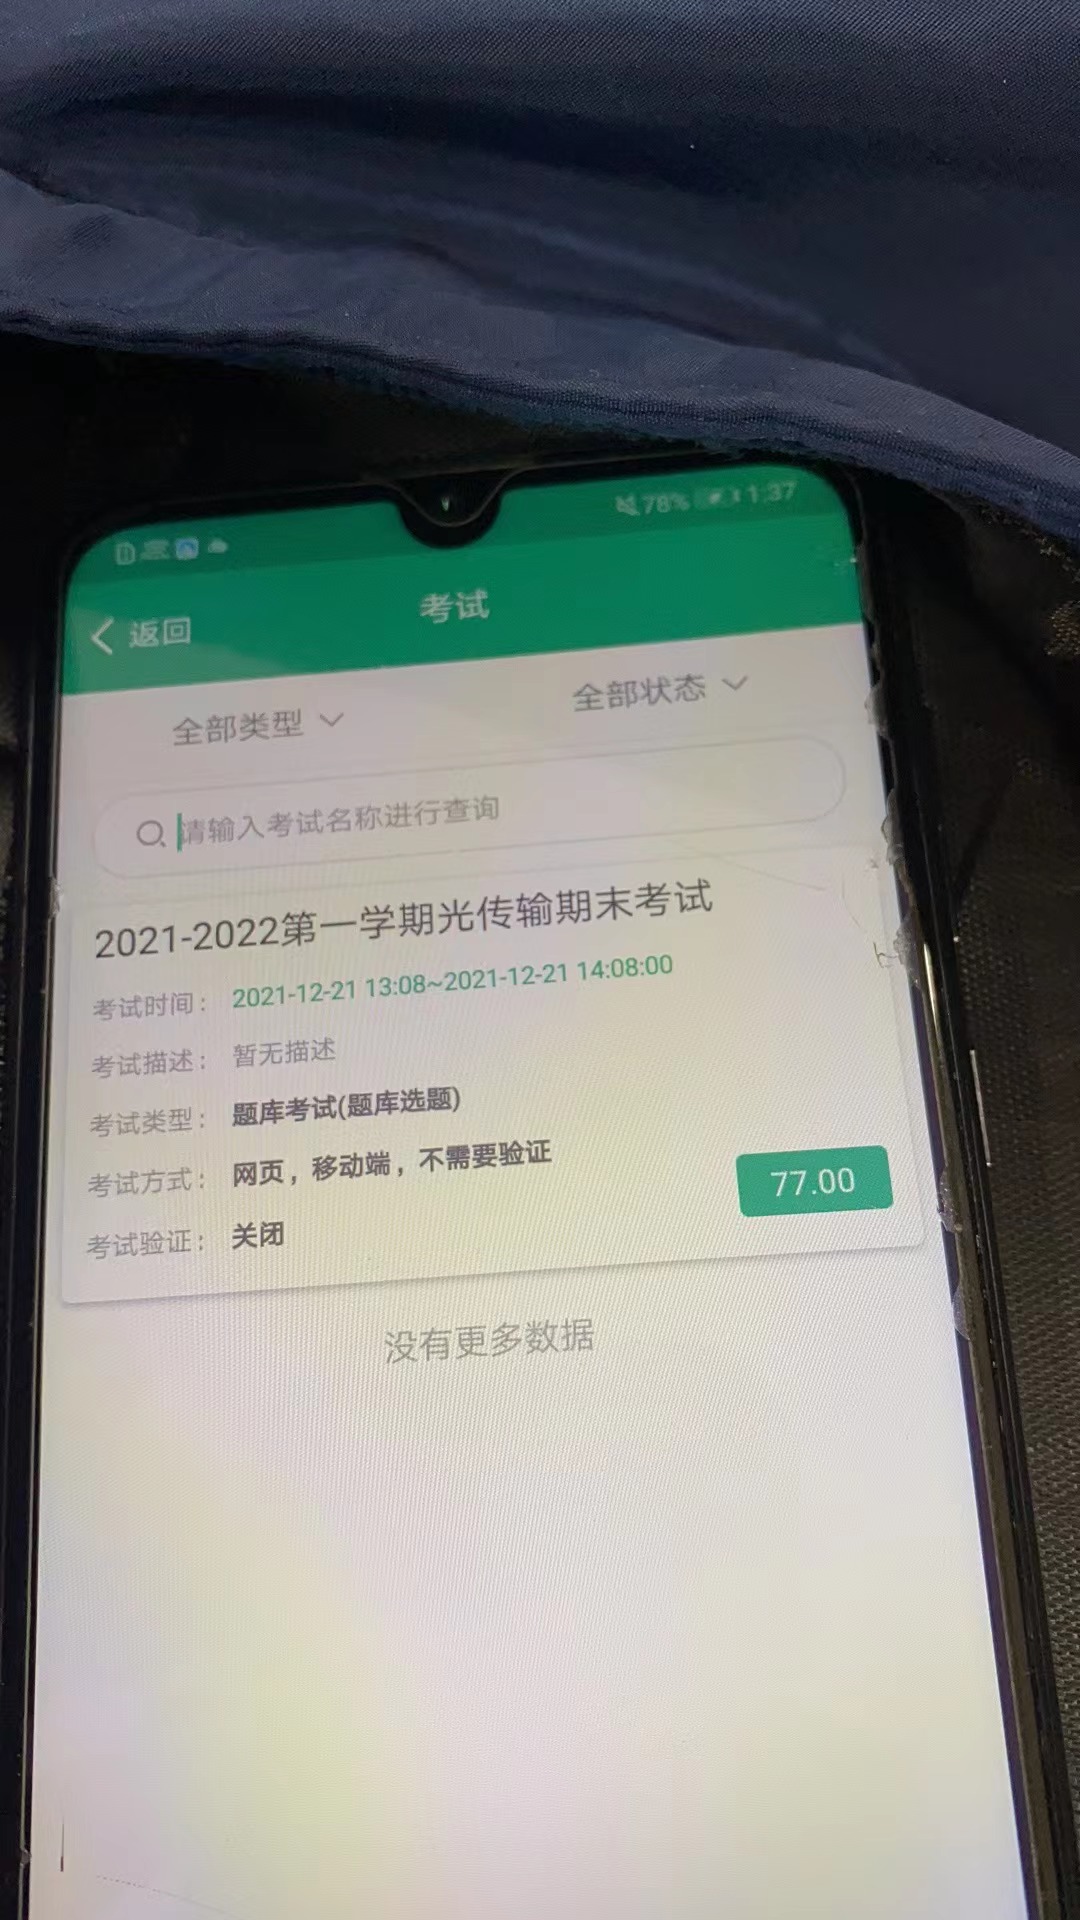 78% 1:37
返回
考试
全部类型
全部状态
请输入考试名称进行查询
2021-2022第一学期光传输期末考试
考试时间： 2021-12-21 13:08~2021-12-21 14:08:00
考试描述： 暂无描述
考试类型： 题库考试(题库选题)
考试方式： 网页，移动端，不需要验证
77.00
考试验证： 关闭
没有更多数据